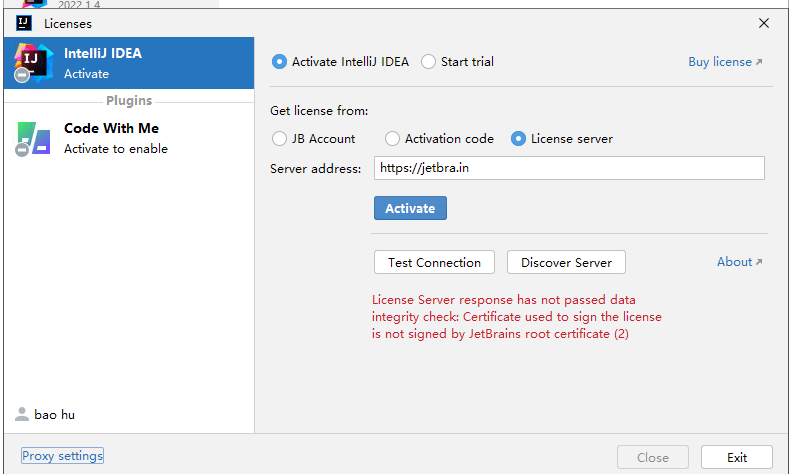 2022.1.4
IJ Licenses
IJ IntelliJ IDEA
Activate
Plugins
Code With Me
Activate to enable
bao hu
Proxy settings
Activate IntelliJ IDEA Start trial Buy license
Get license from:
JB Account Activation code License server
Server address: https://jetbra.in
Activate
Test Connection Discover Server About
License Server response has not passed data
integrity check: Certificate used to sign the license
is not signed by JetBrains root certificate (2)
Close Exit